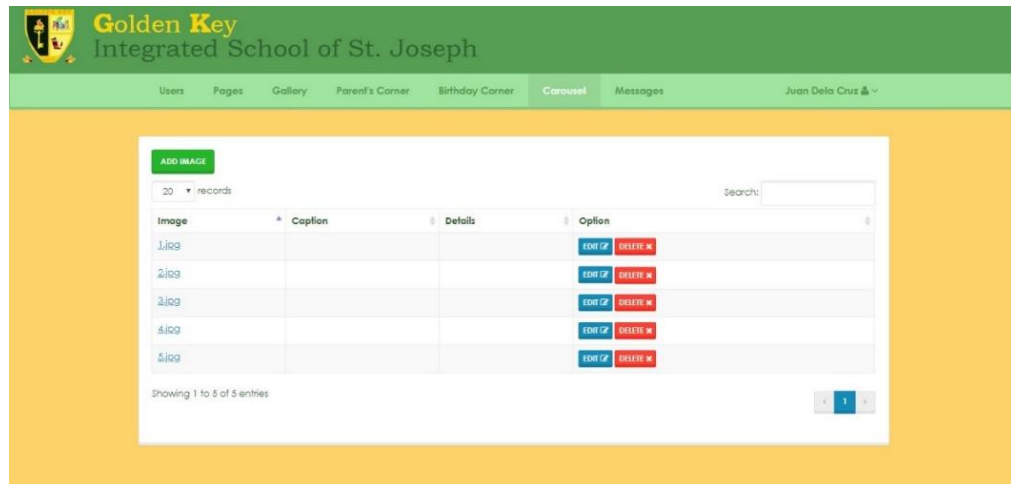 Golden Key
Integrated School of St. Joseph
Users Pages Gallery Parent's Corner Birthday Corner Carousel Messages Juan Dela Cruz
ADD IMAGE
20 records Search:
Image Caption Details Option
1.jpg EDIT DELETE
2.jpg EDIT DELETE
3.jpg EDIT DELETE
4.jpg EDIT DELETE
5.jpg EDIT DELETE
Showing 1 to 5 of 5 entries 1